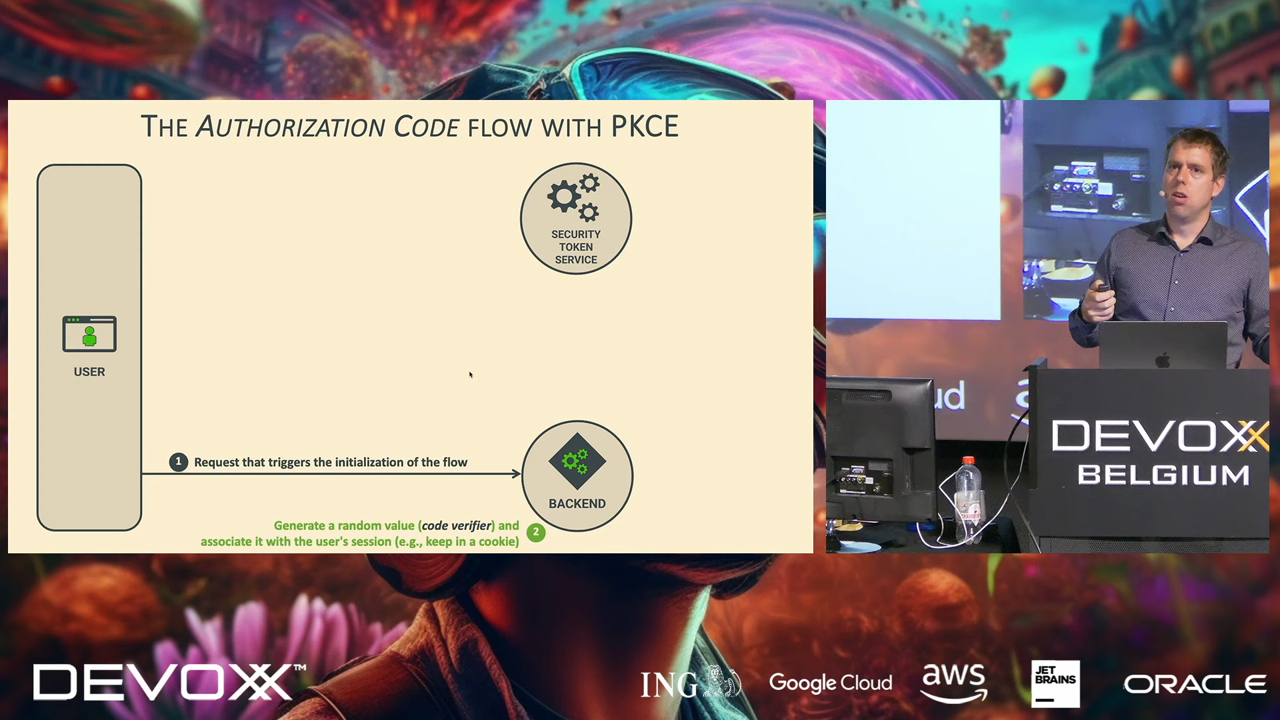 THE AUTHORIZATION CODE FLOW WITH PKCE
SECURITY
TOKEN
SERVICE
USER
1 Request that triggers the initialization of the flow
BACKEND
Generate a random value (code verifier) and
associate it with the user's session (e.g., keep in a cookie)
2
ud
DEVOXX
BELGIUM
DEVOXX™
ING
Google Cloud
aws
JET
BRAINS
ORACLE